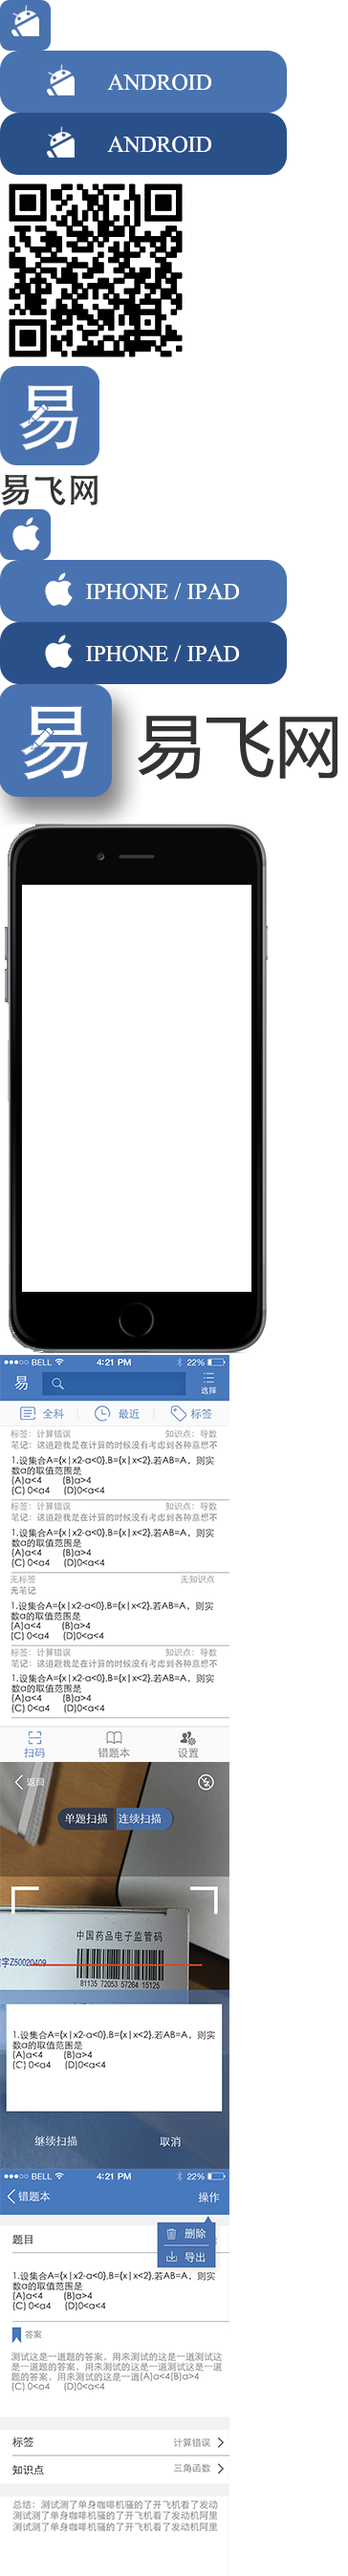 ANDROID
ANDROID
易
易飞网
IPHONE / IPAD
IPHONE / IPAD
易 易飞网
BELL 4:21 PM 22%
易 选择
全科 最近 标签
标签：计算错误 知识点：导数
笔记：这道题我是在计算的时候没有考虑到各种意想不
1.设集合A={x|x2-a<0},B={x|x<2},若AB=A，则实
数a的取值范围是
(A)a<4 (B)a>4
(C) 0<a4 (D)0<a<4
标签：计算错误 知识点：导数
笔记：这道题我是在计算的时候没有考虑到各种意想不
1.设集合A={x|x2-a<0},B={x|x<2},若AB=A，则实
数a的取值范围是
(A)a<4 (B)a>4
(C) 0<a4 (D)0<a<4
无标签 无知识点
无笔记
1.设集合A={x|x2-a<0},B={x|x<2},若AB=A，则实
数a的取值范围是
(A)a<4 (B)a>4
(C) 0<a4 (D)0<a<4
标签：计算错误 知识点：导数
笔记：这道题我是在计算的时候没有考虑到各种意想不
1.设集合A={x|x2-a<0},B={x|x<2},若AB=A，则实
数a的取值范围是
(A)a<4 (B)a>4
(C) 0<a4 (D)0<a<4
扫码 错题本 设置
返回
单题扫描 连续扫描
中国药品电子监管码
字Z50020409
81135 72053 57264 15125
1.设集合A={x|x2-a<0},B={x|x<2},若AB=A，则实
数a的取值范围是
(A)a<4 (B)a>4
(C) 0<a4 (D)0<a<4
继续扫描 取消
BELL 4:21 PM 22%
错题本 操作
题目 删除
导出
1.设集合A={x|x2-a<0},B={x|x<2},若AB=A，则实
数a的取值范围是
(A)a<4 (B)a>4
(C) 0<a4 (D)0<a<4
答案
测试这是一道题的答案，用来测试的这是一道测试这
是一道题的答案，用来测试的这是一道测试这是一道
题的答案，用来测试的这是一道(A)a<4(B)a>4
(C) 0<a4 (D)0<a<4
标签 计算错误
知识点 三角函数
总结：测试测了单身咖啡机骚的了开飞机看了发动
测试测了单身咖啡机骚的了开飞机看了发动机阿里
测试测了单身咖啡机骚的了开飞机看了发动机阿里